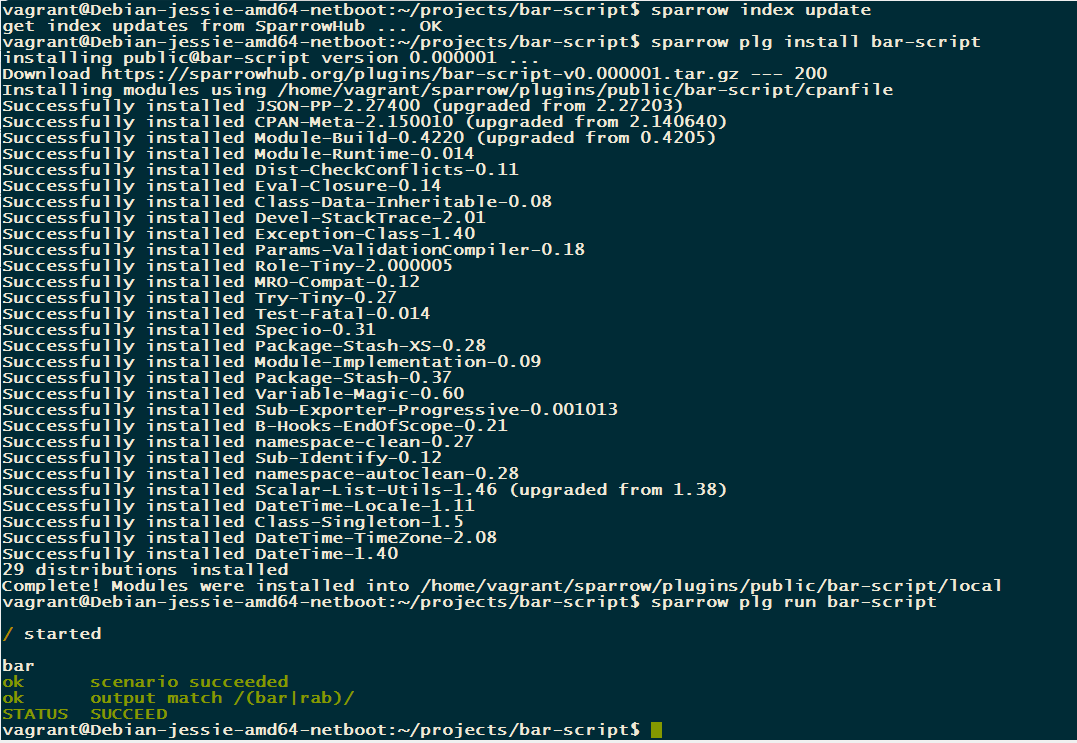 vagrant@Debian-jessie-amd64-netboot:~/projects/bar-script$ sparrow index update
get index updates from SparrowHub ... OK
vagrant@Debian-jessie-amd64-netboot:~/projects/bar-script$ sparrow plg install bar-script
installing public@bar-script version 0.000001 ...
Download https://sparrowhub.org/plugins/bar-script-v0.000001.tar.gz --- 200
Installing modules using /home/vagrant/sparrow/plugins/public/bar-script/cpanfile
Successfully installed JSON-PP-2.27400 (upgraded from 2.27203)
Successfully installed CPAN-Meta-2.150010 (upgraded from 2.140640)
Successfully installed Module-Build-0.4220 (upgraded from 0.4205)
Successfully installed Module-Runtime-0.014
Successfully installed Dist-CheckConflicts-0.11
Successfully installed Eval-Closure-0.14
Successfully installed Class-Data-Inheritable-0.08
Successfully installed Devel-StackTrace-2.01
Successfully installed Exception-Class-1.40
Successfully installed Params-ValidationCompiler-0.18
Successfully installed Role-Tiny-2.000005
Successfully installed MRO-Compat-0.12
Successfully installed Try-Tiny-0.27
Successfully installed Test-Fatal-0.014
Successfully installed Specio-0.31
Successfully installed Package-Stash-XS-0.28
Successfully installed Module-Implementation-0.09
Successfully installed Package-Stash-0.37
Successfully installed Variable-Magic-0.60
Successfully installed Sub-Exporter-Progressive-0.001013
Successfully installed B-Hooks-EndOfScope-0.21
Successfully installed namespace-clean-0.27
Successfully installed Sub-Identify-0.12
Successfully installed namespace-autoclean-0.28
Successfully installed Scalar-List-Utils-1.46 (upgraded from 1.38)
Successfully installed DateTime-Locale-1.11
Successfully installed Class-Singleton-1.5
Successfully installed DateTime-TimeZone-2.08
Successfully installed DateTime-1.40
29 distributions installed
Complete! Modules were installed into /home/vagrant/sparrow/plugins/public/bar-script/local
vagrant@Debian-jessie-amd64-netboot:~/projects/bar-script$ sparrow plg run bar-script
/ started
bar
ok      scenario succeeded
ok      output match /(bar|rab)/
STATUS  SUCCEED
vagrant@Debian-jessie-amd64-netboot:~/projects/bar-script$